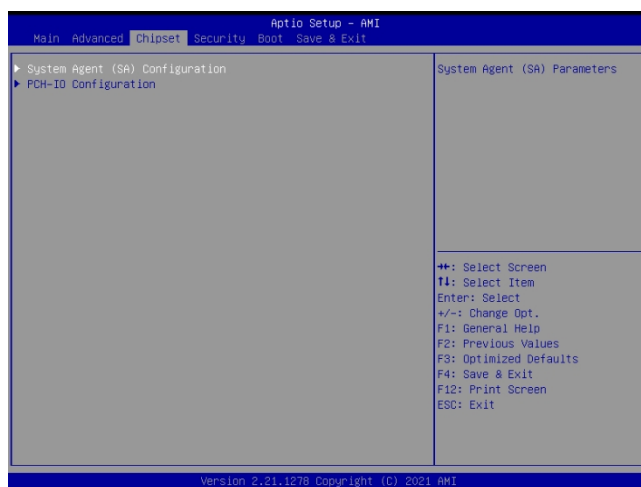 Aptio Setup - AMI
Main Advanced Chipset Security Boot Save & Exit
▶ System Agent (SA) Configuration
▶ PCH-IO Configuration
System Agent (SA) Parameters
→←: Select Screen
↑↓: Select Item
Enter: Select
+/-: Change Opt.
F1: General Help
F2: Previous Values
F3: Optimized Defaults
F4: Save & Exit
F12: Print Screen
ESC: Exit
Version 2.21.1278 Copyright (C) 2021 AMI